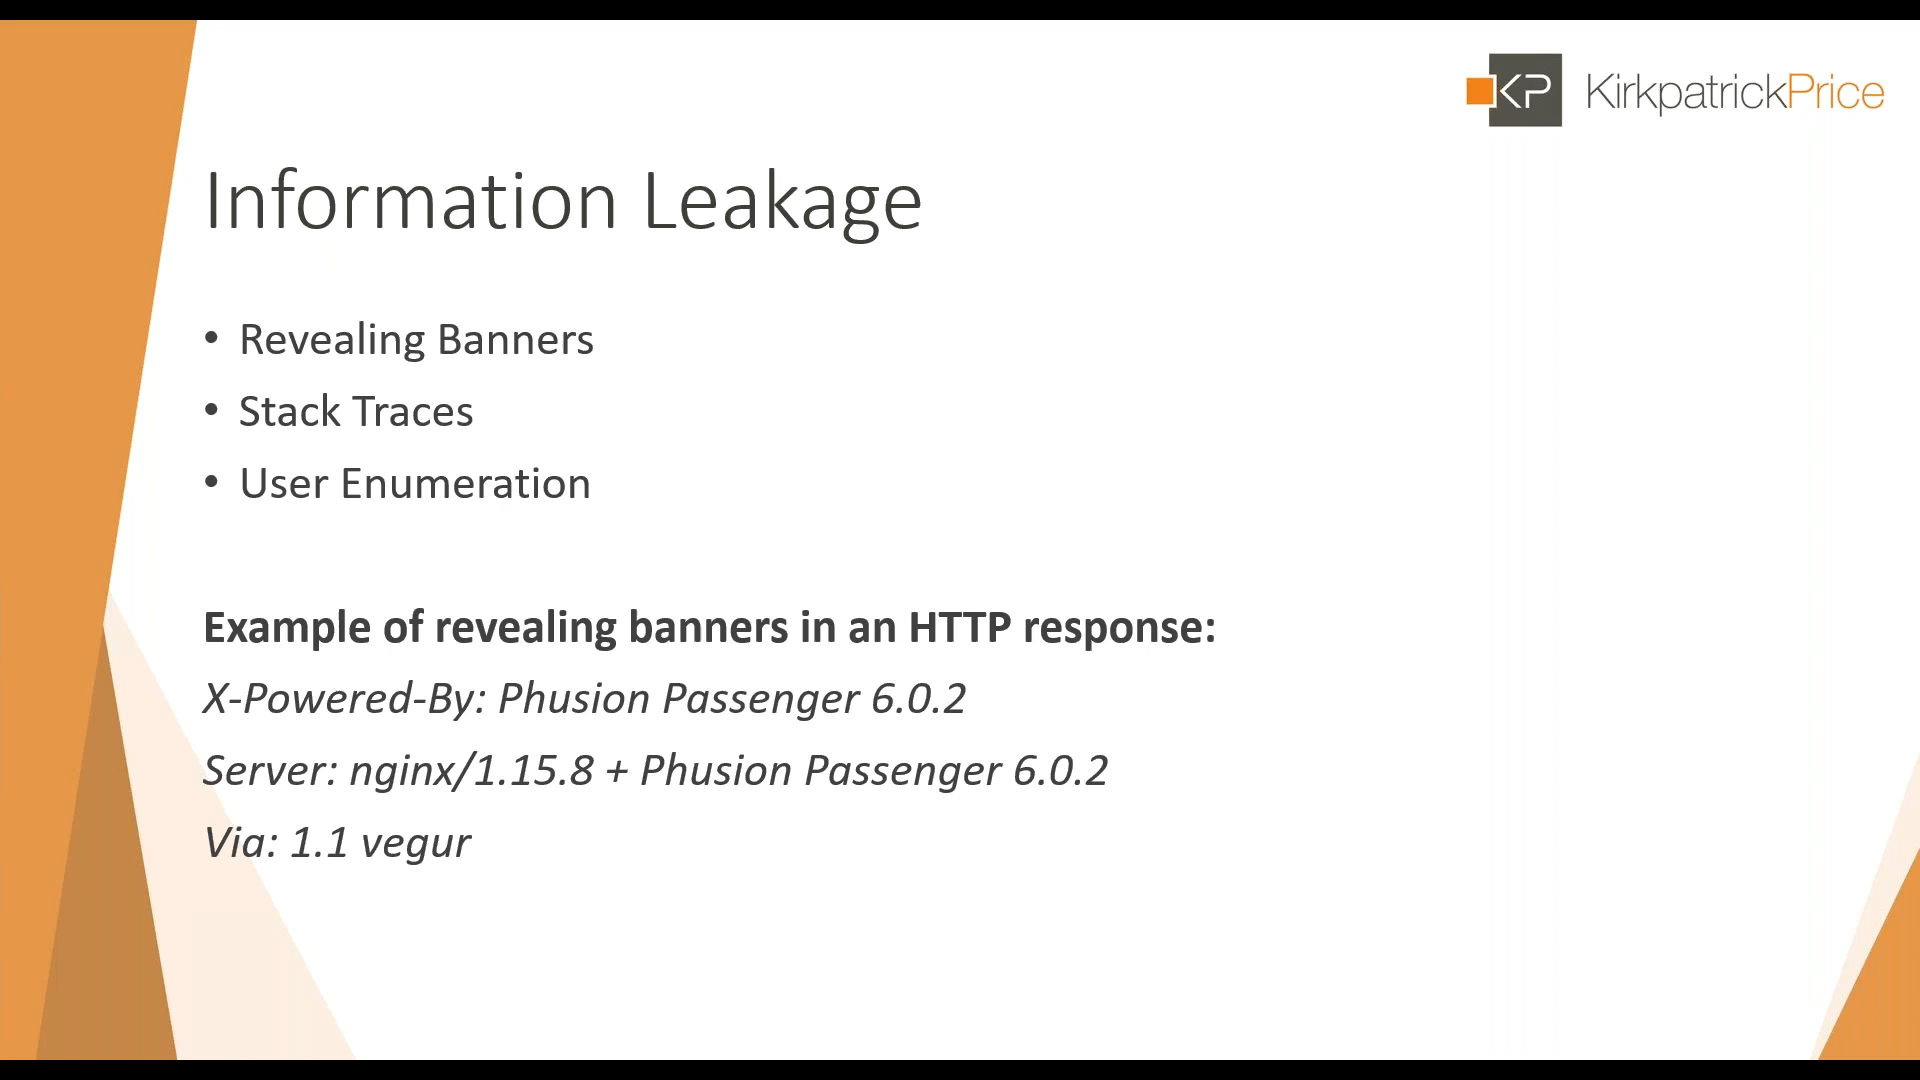 KP KirkpatrickPrice
Information Leakage
• Revealing Banners
• Stack Traces
• User Enumeration
Example of revealing banners in an HTTP response:
X-Powered-By: Phusion Passenger 6.0.2
Server: nginx/1.15.8 + Phusion Passenger 6.0.2
Via: 1.1 vegur